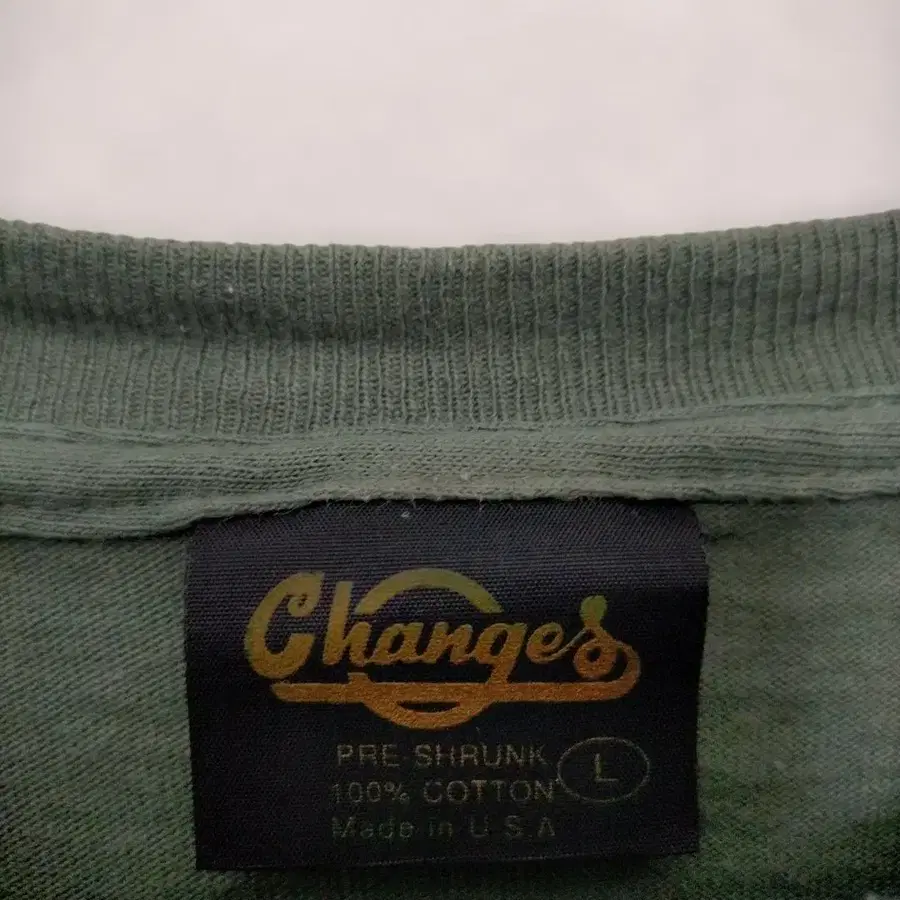 Changes
PRE-SHRUNK
100% COTTON
L
Made in U.S.A